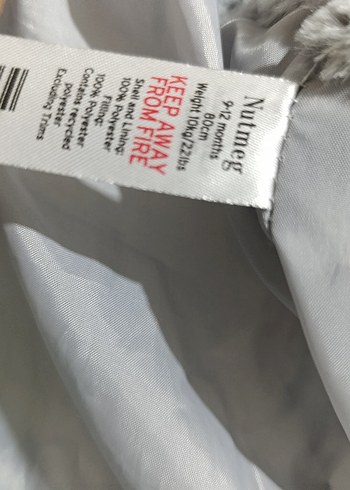 Nutmeg
9-12 months
80cm
Weight 10kg/22lbs
KEEP AWAY
FROM FIRE
Shell and Lining:
100% Polyester
100% Filling:
100% Polyester
Contains recycled
polyester
Excluding Trims